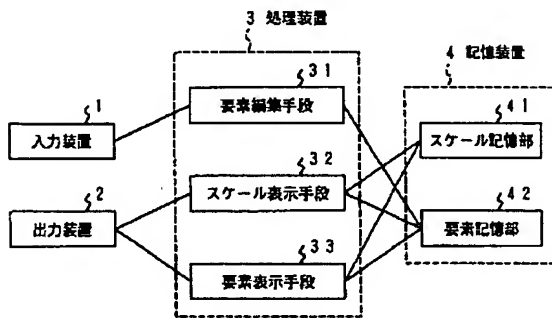 3 処理装置
4 記憶装置
31
要素編集手段
1
入力装置
41
スケール記憶部
32
スケール表示手段
2
出力装置
42
要素記憶部
33
要素表示手段